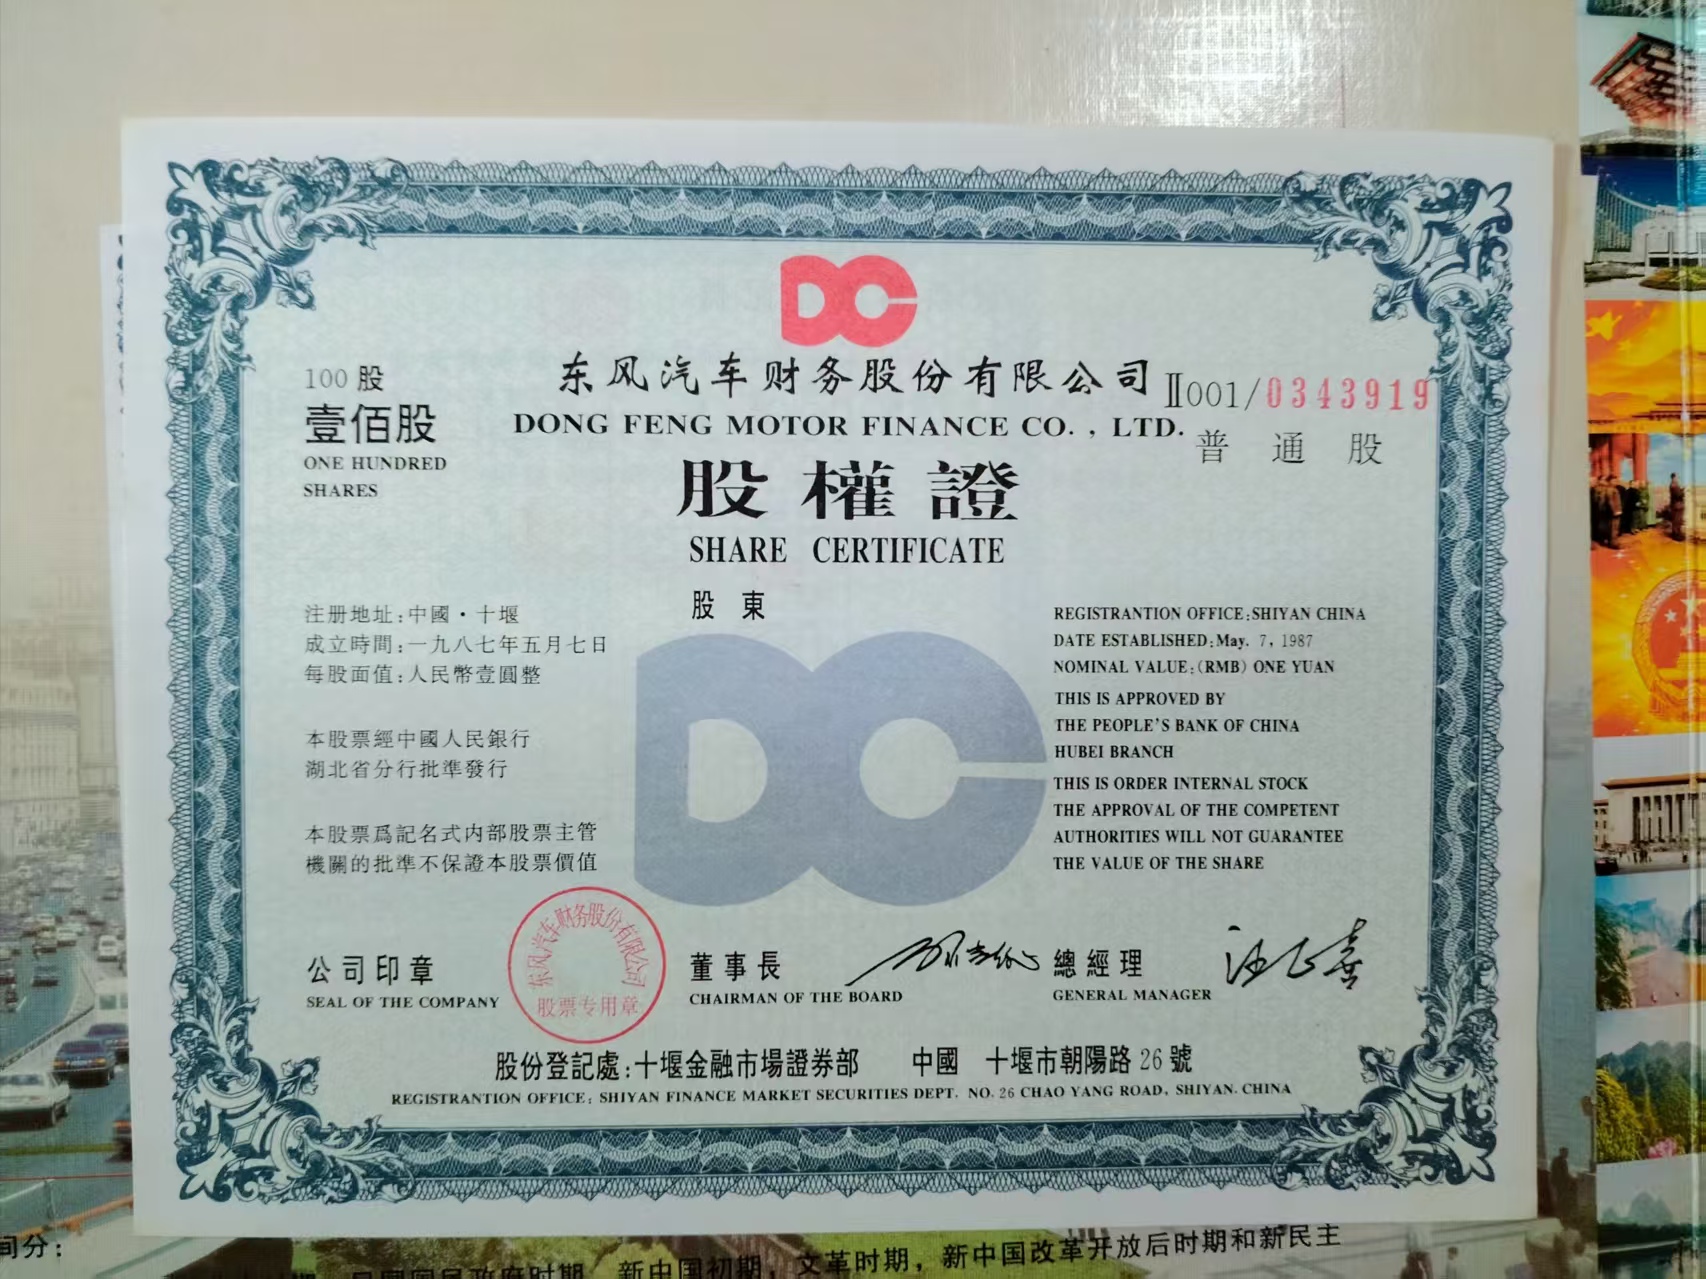 DC
东风汽车财务股份有限公司
DONG FENG MOTOR FINANCE CO. , LTD.
100 股
壹佰股
ONE HUNDRED
SHARES
Ⅱ001/0343919
普 通 股
股權證
SHARE CERTIFICATE
股 東
注册地址:中國·十堰
成立時間:一九八七年五月七日
每股面值:人民幣壹圓整
本股票經中國人民銀行
湖北省分行批準發行
本股票爲記名式内部股票主管
機關的批準不保證本股票價值
DC
REGISTRANTION OFFICE:SHIYAN CHINA
DATE ESTABLISHED:May. 7, 1987
NOMINAL VALUE:(RMB) ONE YUAN
THIS IS APPROVED BY
THE PEOPLE'S BANK OF CHINA
HUBEI BRANCH
THIS IS ORDER INTERNAL STOCK
THE APPROVAL OF THE COMPETENT
AUTHORITIES WILL NOT GUARANTEE
THE VALUE OF THE SHARE
公司印章
SEAL OF THE COMPANY
东风汽车财务股份有限公司
股票专用章
董事長
CHAIRMAN OF THE BOARD
總經理
GENERAL MANAGER
股份登記處:十堰金融市場證券部 中國 十堰市朝陽路 26 號
REGISTRANTION OFFICE: SHIYAN FINANCE MARKET SECURITIES DEPT. NO. 26 CHAO YANG ROAD, SHIYAN. CHINA
间分:
新中国初期，文革时期，新中国改革开放后时期和新民主